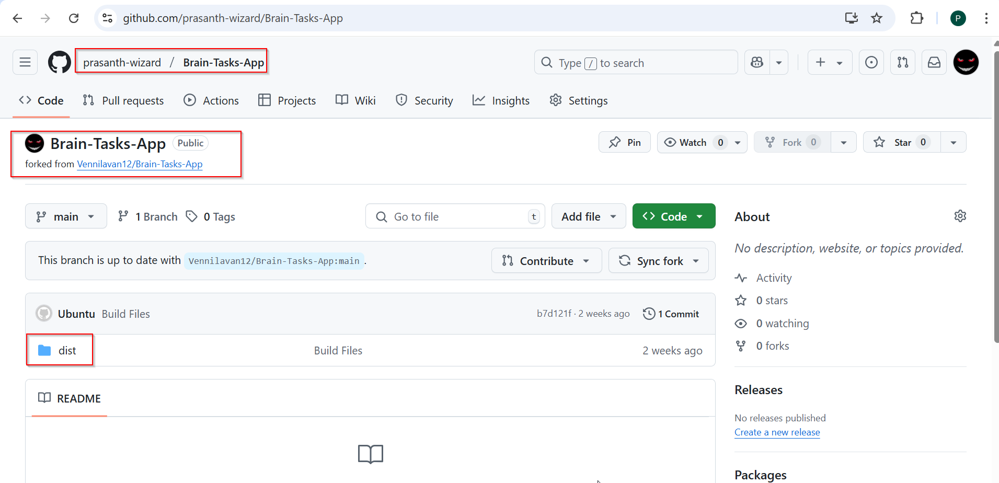 github.com/prasanth-wizard/Brain-Tasks-App
P
prasanth-wizard / Brain-Tasks-App
Type / to search
Code Pull requests Actions Projects Wiki Security Insights Settings
Brain-Tasks-App Public
forked from Vennilavan12/Brain-Tasks-App
Pin Watch 0 Fork 0 Star 0
main 1 Branch 0 Tags
Go to file t Add file Code
This branch is up to date with Vennilavan12/Brain-Tasks-App:main .
Contribute Sync fork
Ubuntu Build Files b7d121f · 2 weeks ago 1 Commit
dist Build Files 2 weeks ago
README
About
No description, website, or topics provided.
Activity
0 stars
0 watching
0 forks
Releases
No releases published
Create a new release
Packages